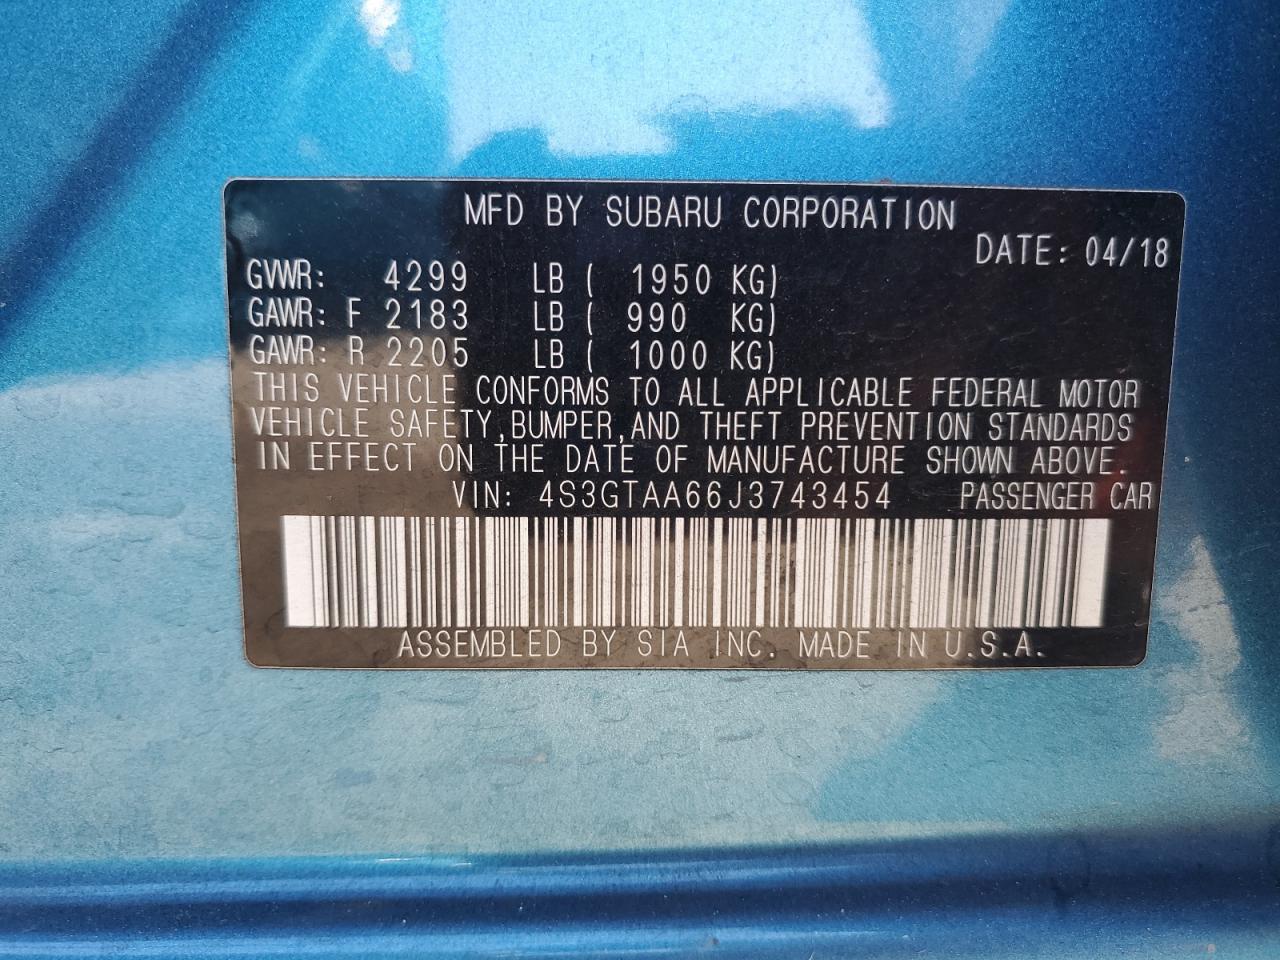 MFD BY SUBARU CORPORATION
DATE: 04/18
GVWR: 4299 LB ( 1950 KG)
GAWR: F 2183 LB ( 990 KG)
GAWR: R 2205 LB ( 1000 KG)
THIS VEHICLE CONFORMS TO ALL APPLICABLE FEDERAL MOTOR
VEHICLE SAFETY,BUMPER,AND THEFT PREVENTION STANDARDS
IN EFFECT ON THE DATE OF MANUFACTURE SHOWN ABOVE.
VIN: 4S3GTAA66J3743454 PASSENGER CAR
ASSEMBLED BY SIA INC. MADE IN U.S.A.